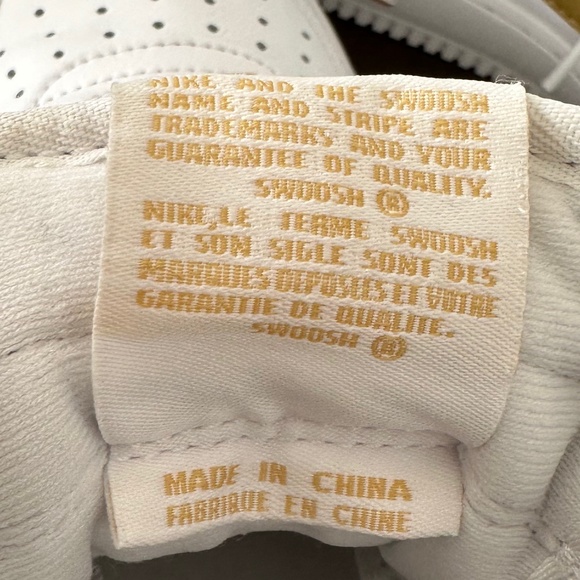 NIKE AND THE SWOOSH
NAME AND STRIPE ARE
TRADEMARKS AND YOUR
GUARANTEE OF QUALITY.
SWOOSH ®
NIKE, LE TERME SWOOSH
ET SON SIGLE SONT DES
MARQUES DEPOSEES ET VOTRE
GARANTIE DE QUALITE.
SWOOSH ®
MADE IN CHINA
FABRIQUE EN CHINE